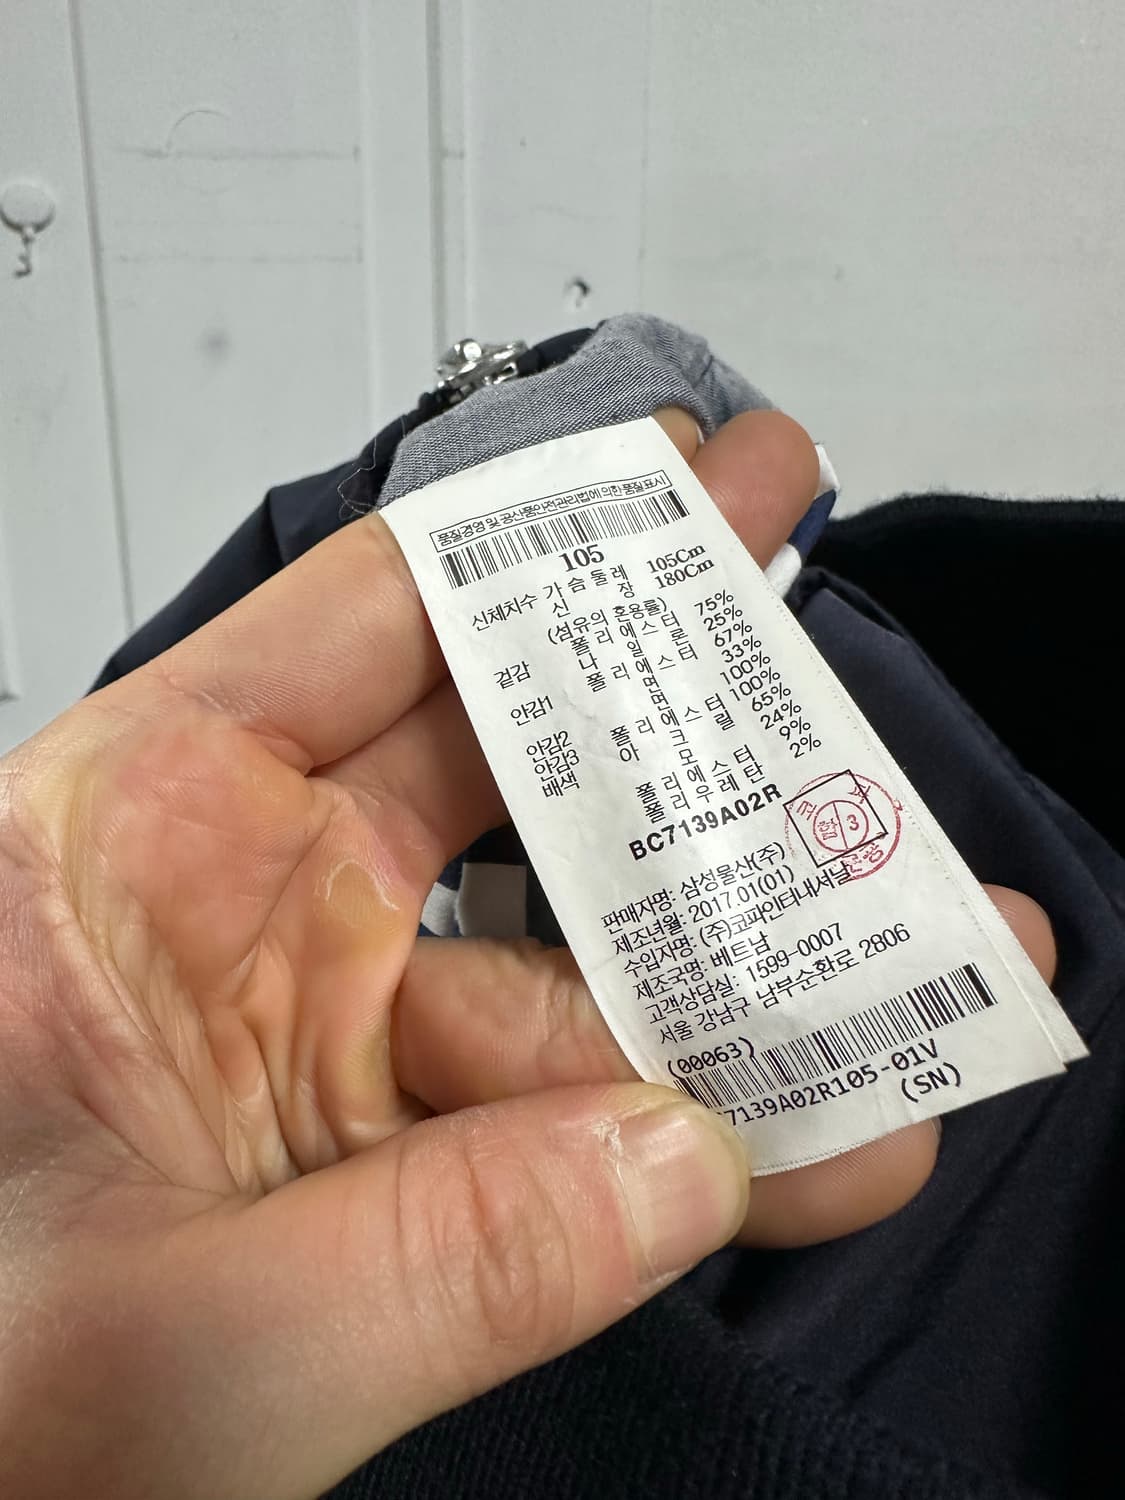 품질경영 및 공산품안전관리법에 의한 품질표시
105
신체치수 가슴둘레 105Cm
신 장 180Cm
(섬유의 혼용률)
겉감 폴리에스터 75%
나일론 25%
안감1 폴리에스터 67%
면 33%
안감2 면 100%
안감3 폴리에스터 100%
배색 아크릴 65%
모 24%
폴리에스터 9%
폴리우레탄 2%
BC7139A02R
합 3
판매자명: 삼성물산(주)
제조년월: 2017.01(01)
수입자명: (주)코파인터내셔날
제조국명: 베트남
고객상담실: 1599-0007
서울 강남구 남부순환로 2806
(00063)
7139A02R105-01V
(SN)